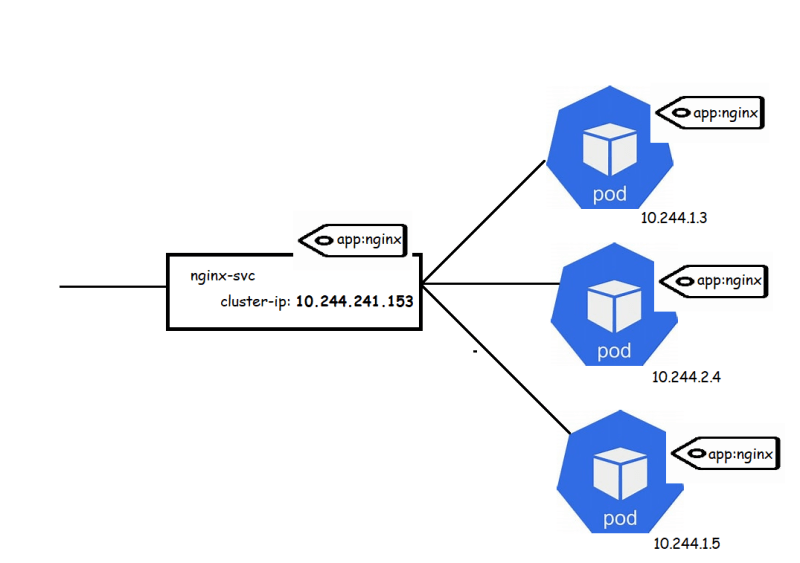 app:nginx
nginx-svc
cluster-ip: 10.244.241.153
app:nginx
pod
10.244.1.3
app:nginx
pod
10.244.2.4
app:nginx
pod
10.244.1.5